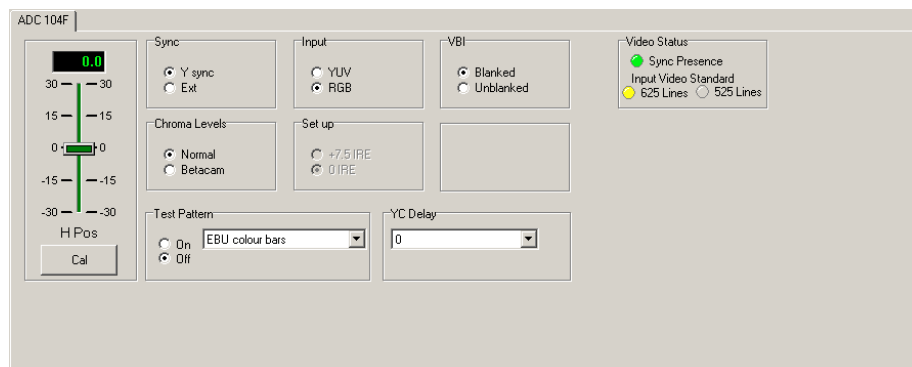 ADC 104F
0.0
30 30
15 15
0 0
-15 -15
-30 -30
H Pos
Cal
Sync
Y sync
Ext
Input
YUV
RGB
VBI
Blanked
Unblanked
Video Status
Sync Presence
Input Video Standard
625 Lines 525 Lines
Chroma Levels
Normal
Betacam
Set up
+7.5 IRE
0 IRE
Test Pattern
On
Off
EBU colour bars
YC Delay
0